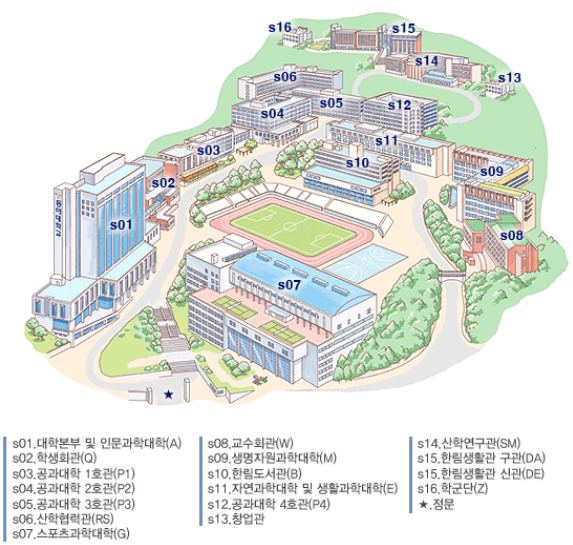 s16
s15
s14
s13
s06
s05
s12
s04
s11
s03
s10
s09
s02
동아대학교
s01
s08
s07
★
s01.대학본부 및 인문과학대학(A)
s02.학생회관(Q)
s03.공과대학 1호관(P1)
s04.공과대학 2호관(P2)
s05.공과대학 3호관(P3)
s06.산학협력관(RS)
s07.스포츠과학대학(G)
s08.교수회관(W)
s09.생명자원과학대학(M)
s10.한림도서관(B)
s11.자연과학대학 및 생활과학대학(E)
s12.공과대학 4호관(P4)
s13.창업관
s14.산학연구관(SM)
s15.한림생활관 구관(DA)
s15.한림생활관 신관(DE)
s16.학군단(Z)
★.정문